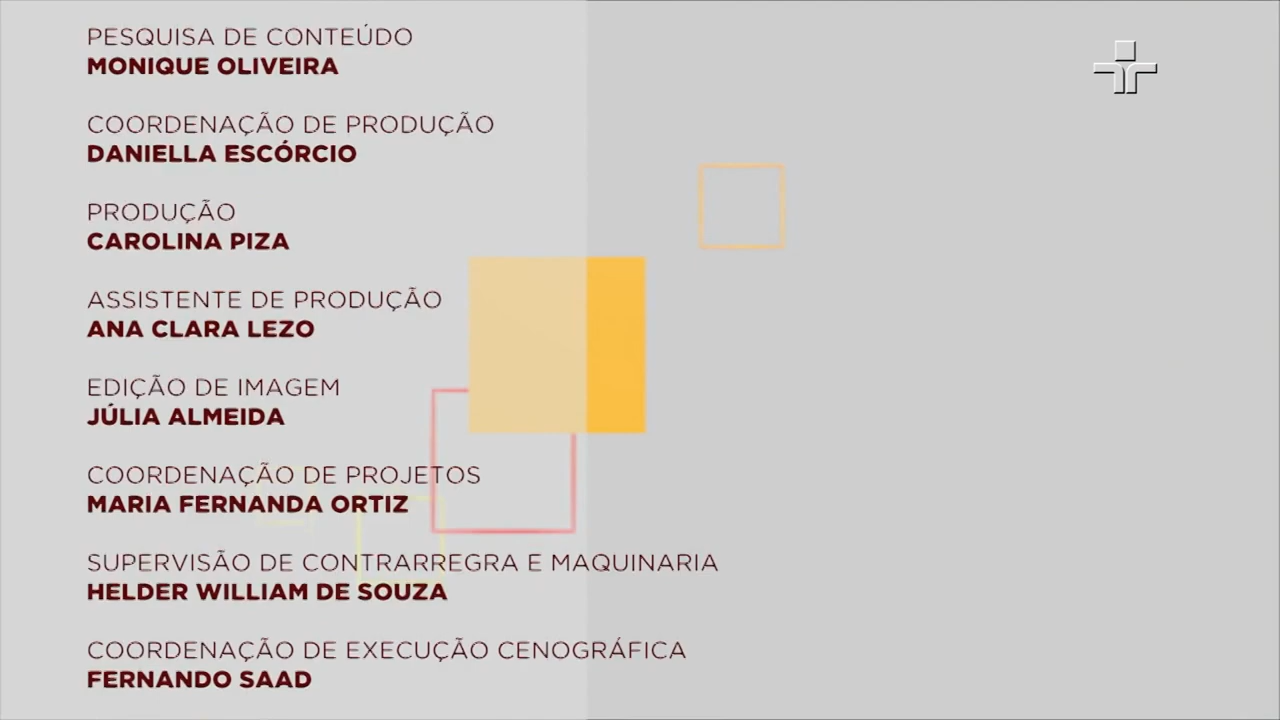 PESQUISA DE CONTEÚDO
MONIQUE OLIVEIRA
COORDENAÇÃO DE PRODUÇÃO
DANIELLA ESCÓRCIO
PRODUÇÃO
CAROLINA PIZA
ASSISTENTE DE PRODUÇÃO
ANA CLARA LEZO
EDIÇÃO DE IMAGEM
JÚLIA ALMEIDA
COORDENAÇÃO DE PROJETOS
MARIA FERNANDA ORTIZ
SUPERVISÃO DE CONTRARREGRA E MAQUINARIA
HELDER WILLIAM DE SOUZA
COORDENAÇÃO DE EXECUÇÃO CENOGRÁFICA
FERNANDO SAAD